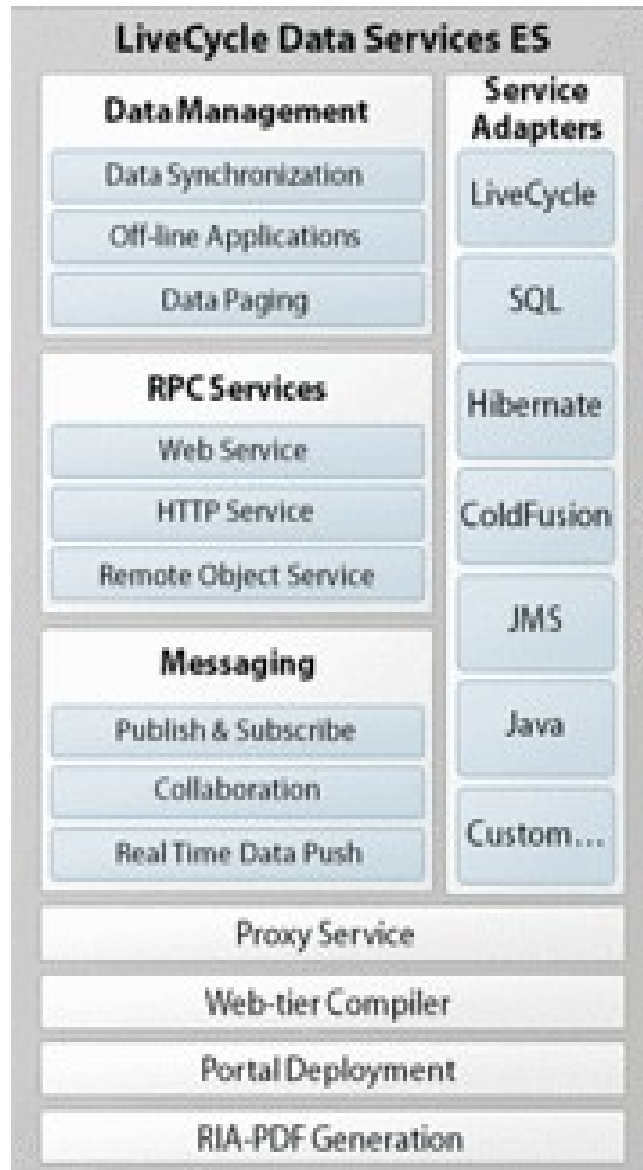 LiveCycle Data Services ES
Data Management
Data Synchronization
Off-line Applications
Data Paging
RPC Services
Web Service
HTTP Service
Remote Object Service
Messaging
Publish & Subscribe
Collaboration
Real Time Data Push
Service
Adapters
LiveCycle
SQL
Hibernate
ColdFusion
JMS
Java
Custom...
Proxy Service
Web-tier Compiler
Portal Deployment
RIA-PDF Generation